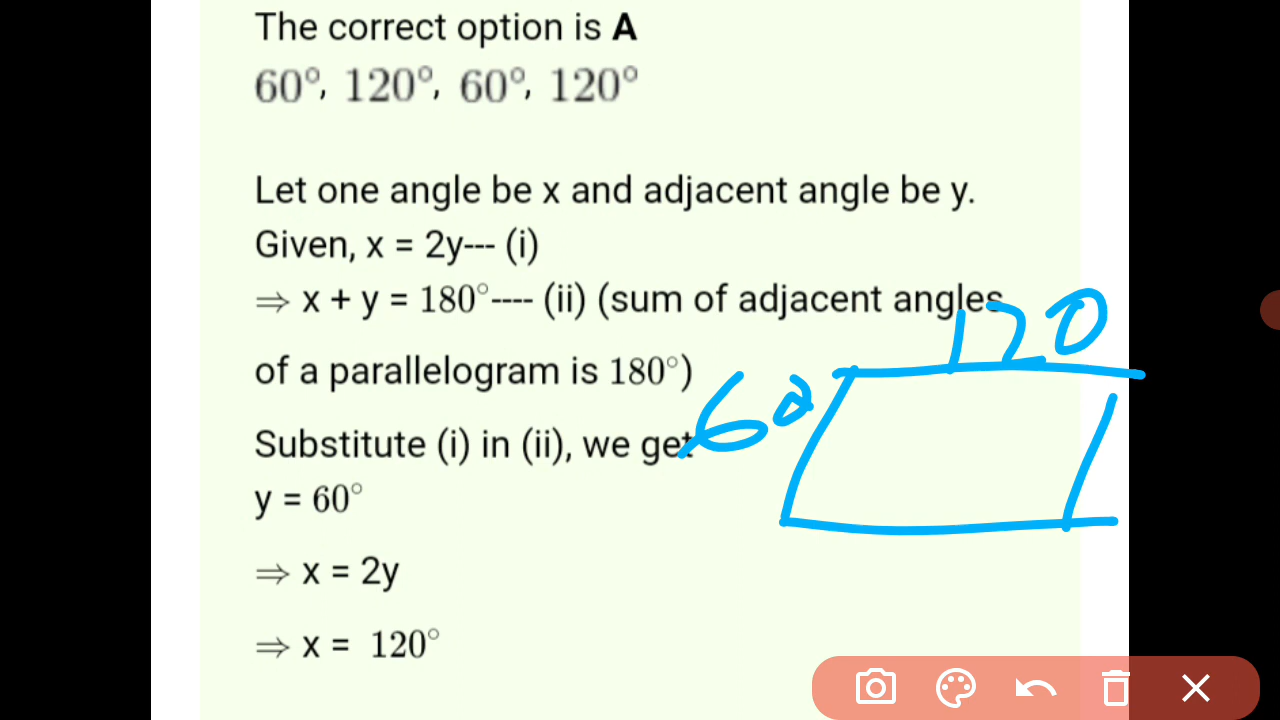 The correct option is A
60°, 120°, 60°, 120°
Let one angle be x and adjacent angle be y.
Given, x = 2y--- (i)
⇒ x + y = 180°---- (ii) (sum of adjacent angles
120
of a parallelogram is 180°)
60
Substitute (i) in (ii), we get
y = 60°
⇒ x = 2y
⇒ x = 120°